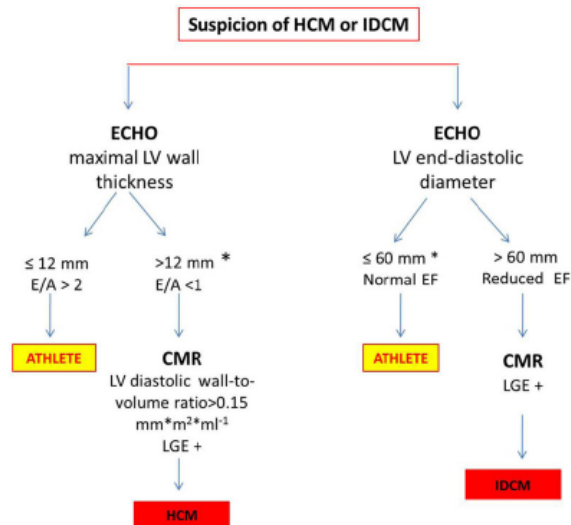 Suspicion of HCM or IDCM
ECHO
maximal LV wall
thickness
ECHO
LV end-diastolic
diameter
≤ 12 mm
E/A > 2
>12 mm *
E/A <1
≤ 60 mm *
Normal EF
> 60 mm
Reduced EF
ATHLETE
CMR
LV diastolic wall-to-
volume ratio>0.15
mm*m²*ml⁻¹
LGE +
ATHLETE
CMR
LGE +
HCM
IDCM